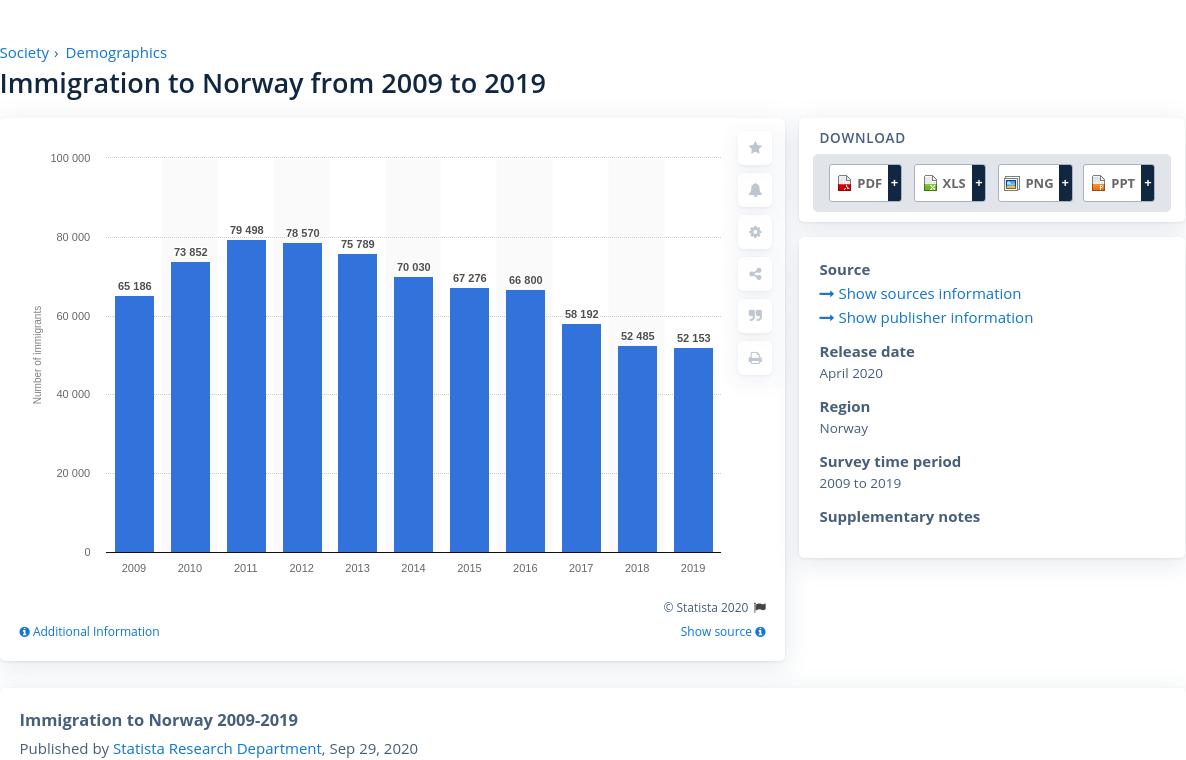 Society › Demographics
Immigration to Norway from 2009 to 2019
100 000
80 000
60 000
40 000
20 000
0
Number of immigrants
65 186
73 852
79 498
78 570
75 789
70 030
67 276
66 800
58 192
52 485
52 153
2009 2010 2011 2012 2013 2014 2015 2016 2017 2018 2019
© Statista 2020
Additional Information
Show source
DOWNLOAD
PDF + XLS + PNG + PPT +
Source
Show sources information
Show publisher information
Release date
April 2020
Region
Norway
Survey time period
2009 to 2019
Supplementary notes
Immigration to Norway 2009-2019
Published by Statista Research Department, Sep 29, 2020